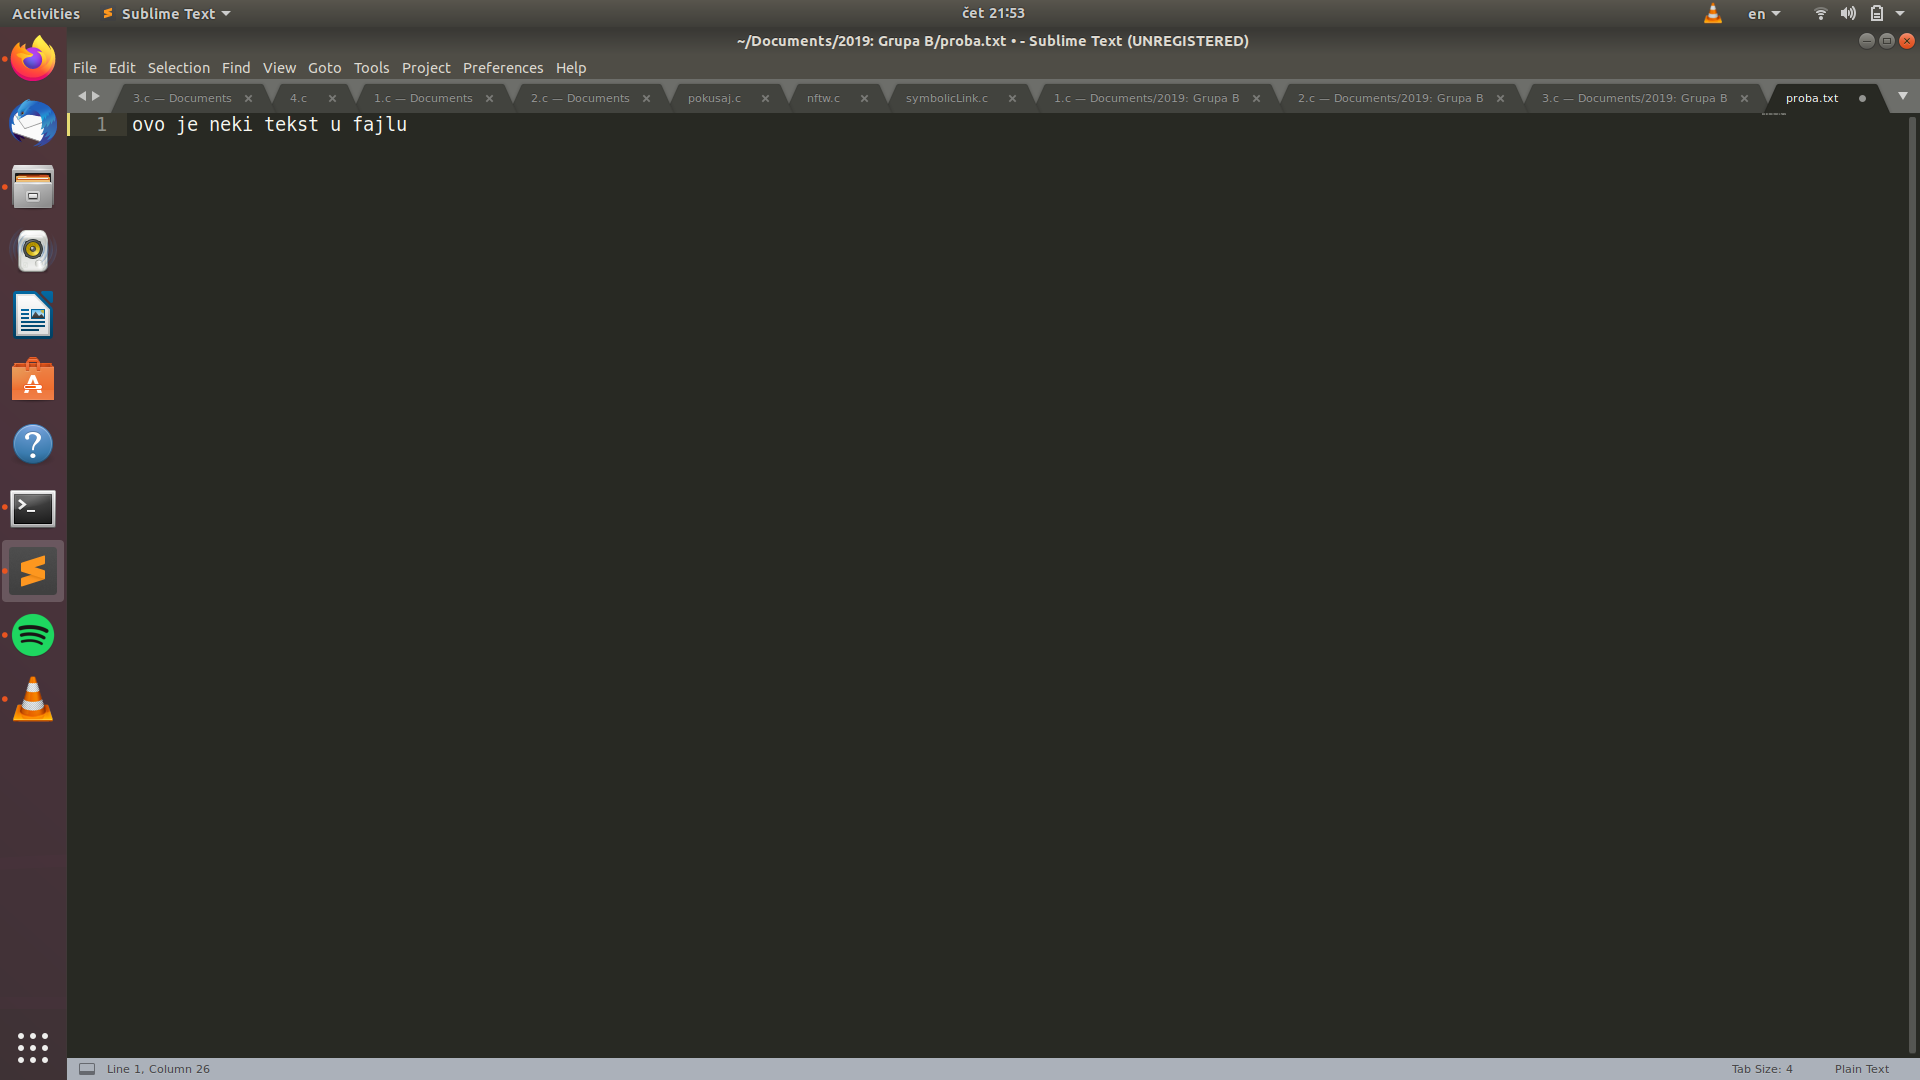 Activities Sublime Text čet 21:53 en
~/Documents/2019: Grupa B/proba.txt • - Sublime Text (UNREGISTERED)
File Edit Selection Find View Goto Tools Project Preferences Help
3.c — Documents 4.c 1.c — Documents 2.c — Documents pokusaj.c nftw.c symbolicLink.c 1.c — Documents/2019: Grupa B 2.c — Documents/2019: Grupa B 3.c — Documents/2019: Grupa B proba.txt
1 ovo je neki tekst u fajlu
Line 1, Column 26 Tab Size: 4 Plain Text